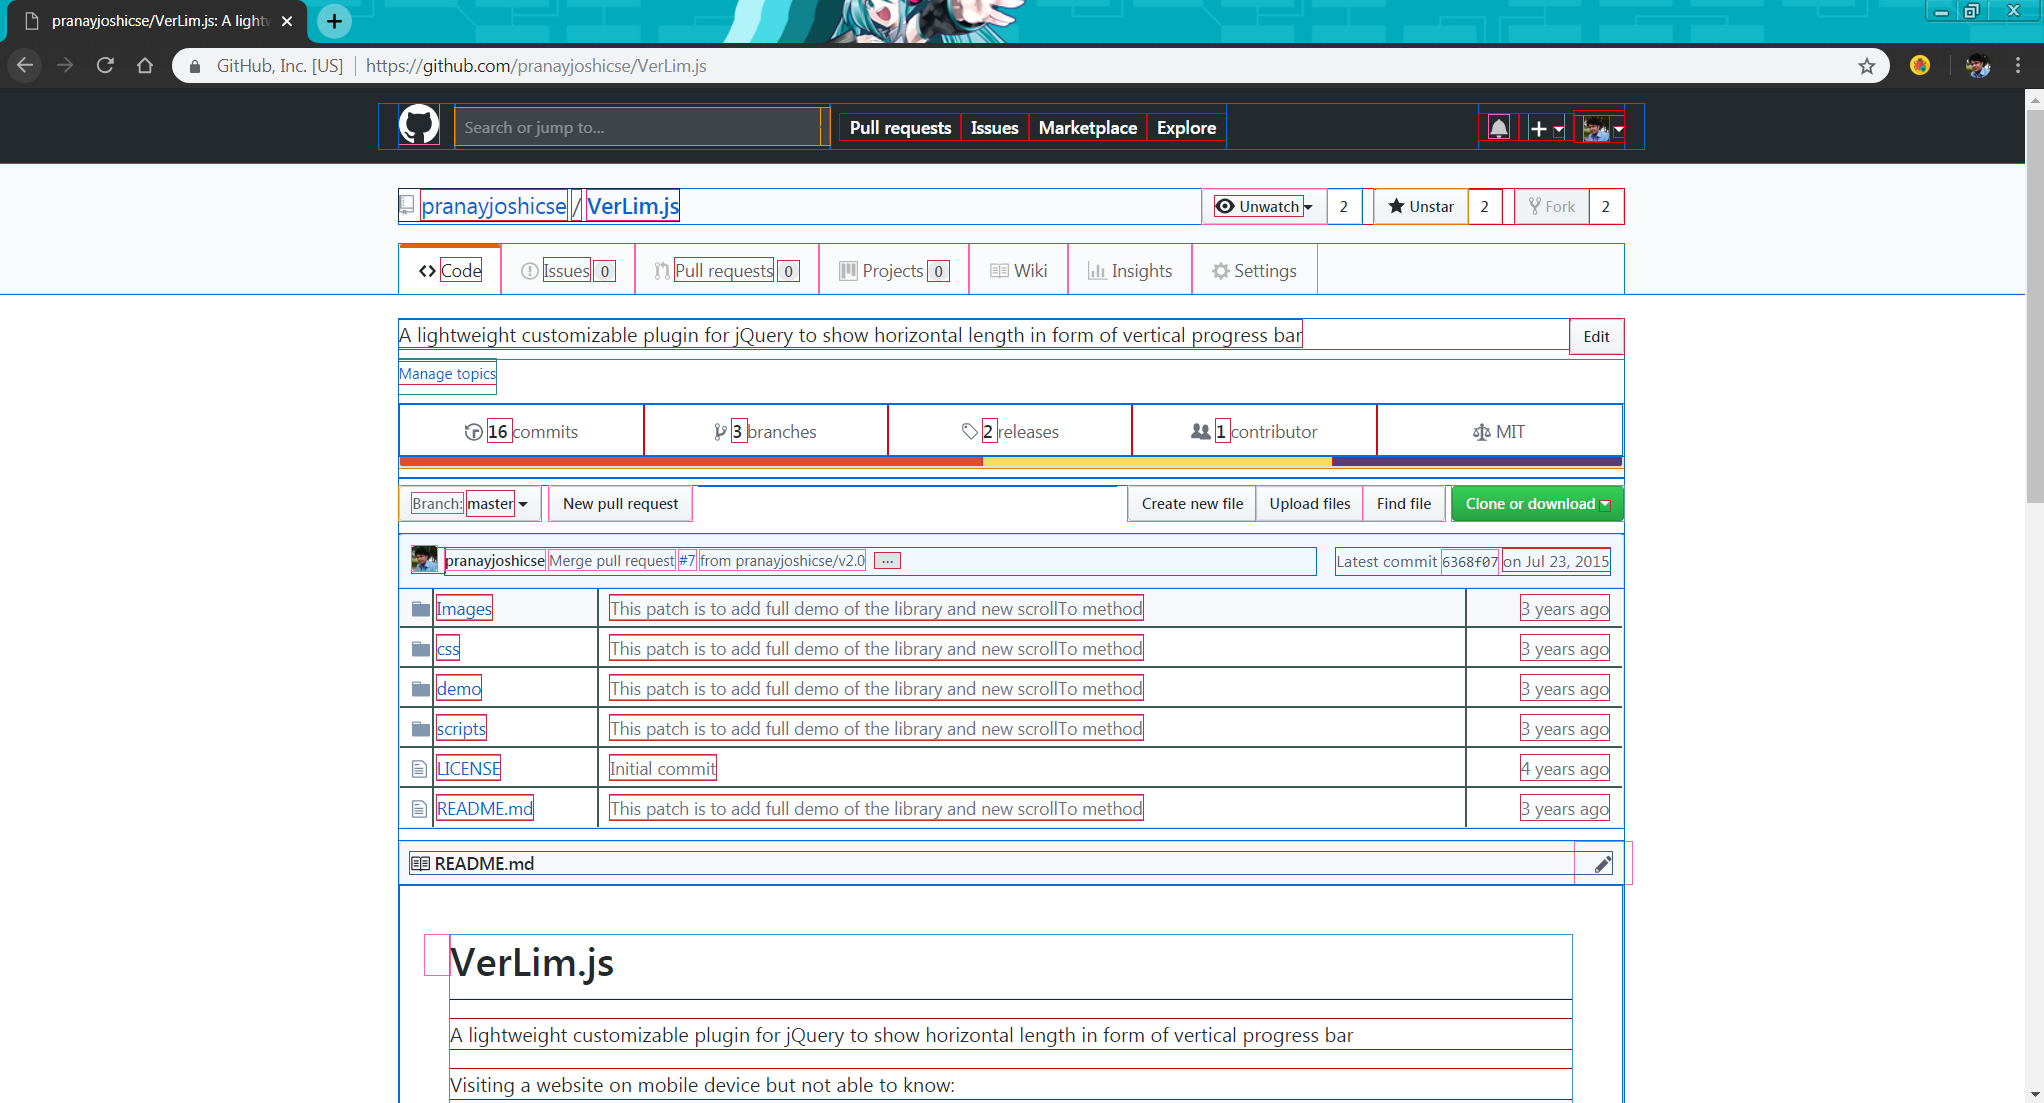 pranayjoshicse/VerLim.js: A light
GitHub, Inc. [US] https://github.com/pranayjoshicse/VerLim.js
Search or jump to... Pull requests Issues Marketplace Explore
pranayjoshicse / VerLim.js Unwatch 2 Unstar 2 Fork 2
Code Issues 0 Pull requests 0 Projects 0 Wiki Insights Settings
A lightweight customizable plugin for jQuery to show horizontal length in form of vertical progress bar Edit
Manage topics
16 commits 3 branches 2 releases 1 contributor MIT
Branch: master New pull request Create new file Upload files Find file Clone or download
pranayjoshicse Merge pull request #7 from pranayjoshicse/v2.0 ... Latest commit 6368f07 on Jul 23, 2015
Images This patch is to add full demo of the library and new scrollTo method 3 years ago
css This patch is to add full demo of the library and new scrollTo method 3 years ago
demo This patch is to add full demo of the library and new scrollTo method 3 years ago
scripts This patch is to add full demo of the library and new scrollTo method 3 years ago
LICENSE Initial commit 4 years ago
README.md This patch is to add full demo of the library and new scrollTo method 3 years ago
README.md
VerLim.js
A lightweight customizable plugin for jQuery to show horizontal length in form of vertical progress bar
Visiting a website on mobile device but not able to know: